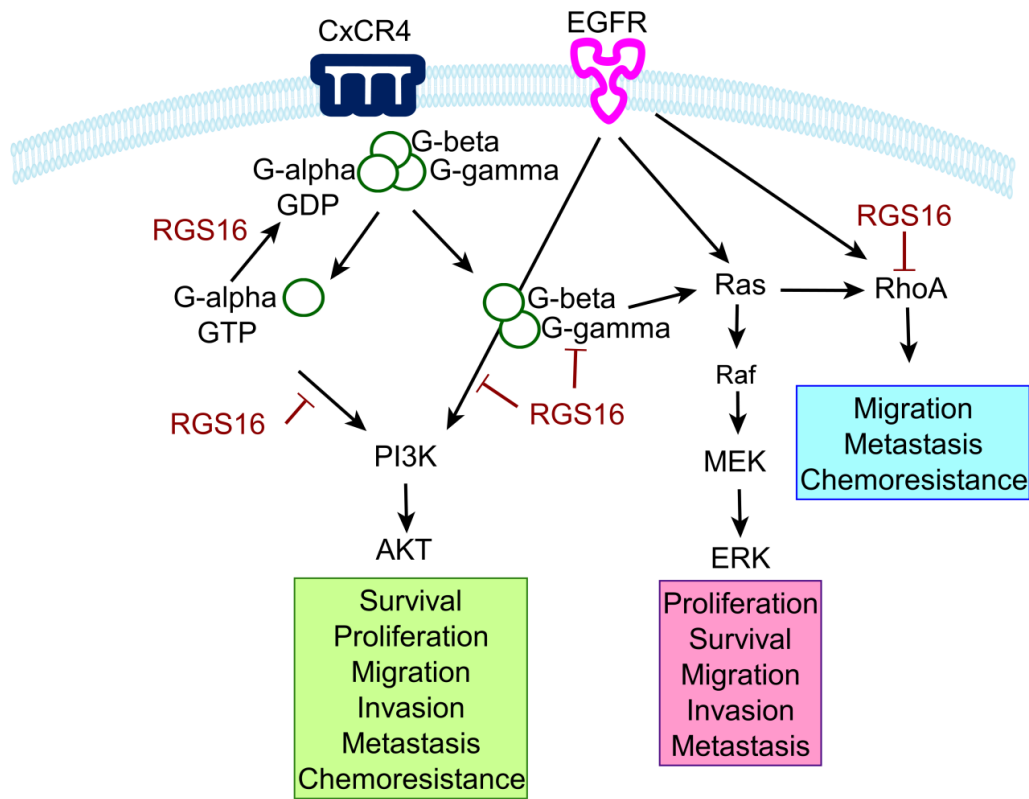 CxCR4
EGFR
G-beta
G-alpha
G-gamma
GDP
RGS16
RGS16
G-alpha
GTP
G-beta
G-gamma
Ras
RhoA
Raf
RGS16
RGS16
PI3K
MEK
Migration
Metastasis
Chemoresistance
AKT
ERK
Survival
Proliferation
Migration
Invasion
Metastasis
Chemoresistance
Proliferation
Survival
Migration
Invasion
Metastasis